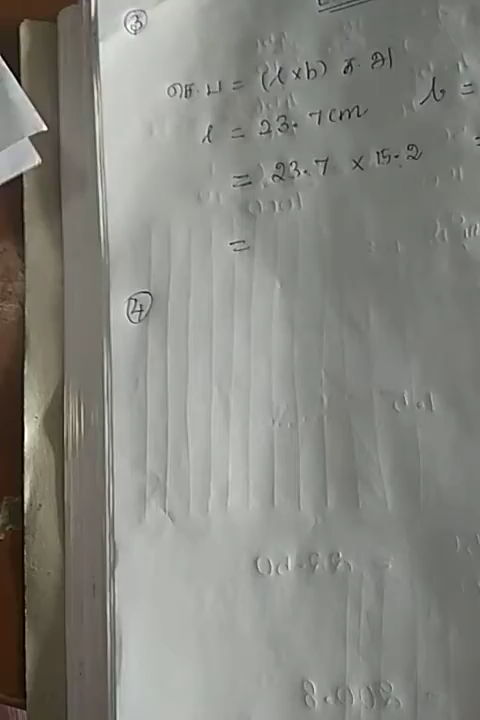 ③
செ.ப = (l x b) ச.அ
l = 23.7cm b =
= 23.7 x 15.2 =
=
④